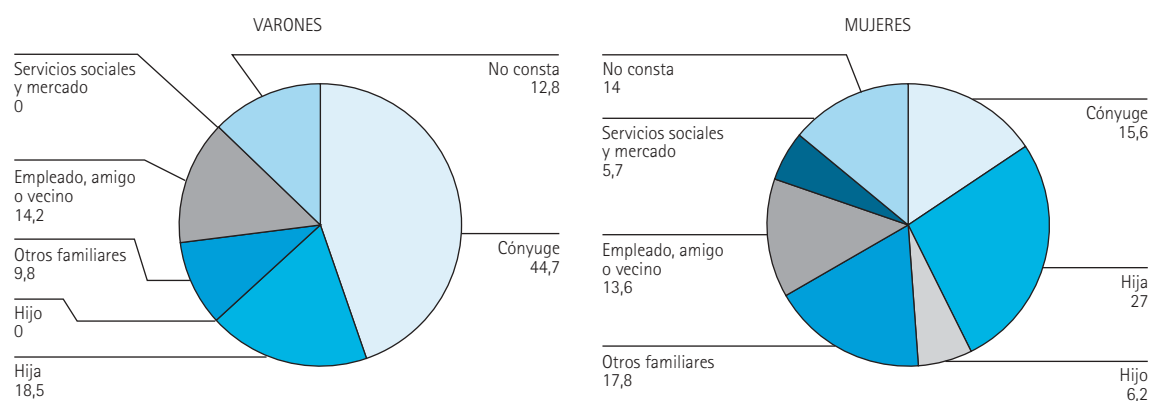 VARONES
Servicios sociales
y mercado
0
No consta
12,8
Empleado, amigo
o vecino
14,2
Otros familiares
9,8
Cónyuge
44,7
Hijo
0
Hija
18,5
MUJERES
No consta
14
Cónyuge
15,6
Servicios sociales
y mercado
5,7
Empleado, amigo
o vecino
13,6
Hija
27
Otros familiares
17,8
Hijo
6,2